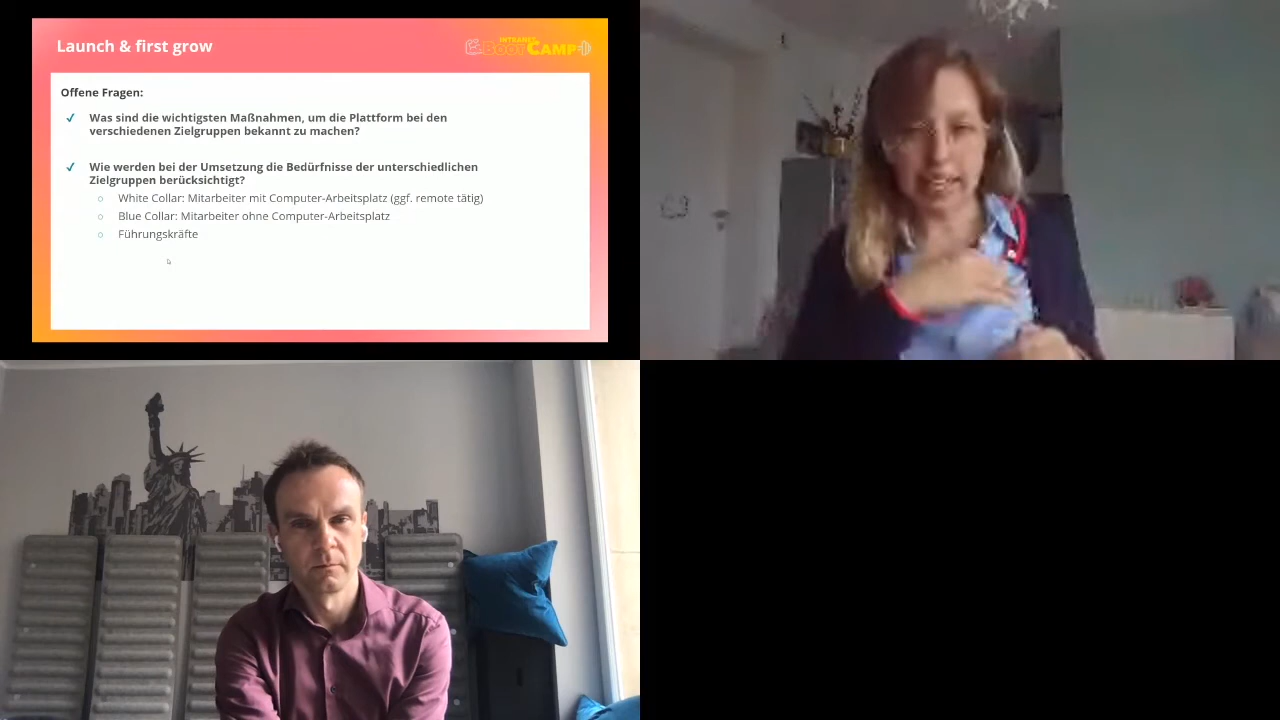 Launch & first grow
INTRANET
BOOTCAMP
Offene Fragen:
✓ Was sind die wichtigsten Maßnahmen, um die Plattform bei den
verschiedenen Zielgruppen bekannt zu machen?
✓ Wie werden bei der Umsetzung die Bedürfnisse der unterschiedlichen
Zielgruppen berücksichtigt?
○ White Collar: Mitarbeiter mit Computer-Arbeitsplatz (ggf. remote tätig)
○ Blue Collar: Mitarbeiter ohne Computer-Arbeitsplatz
○ Führungskräfte